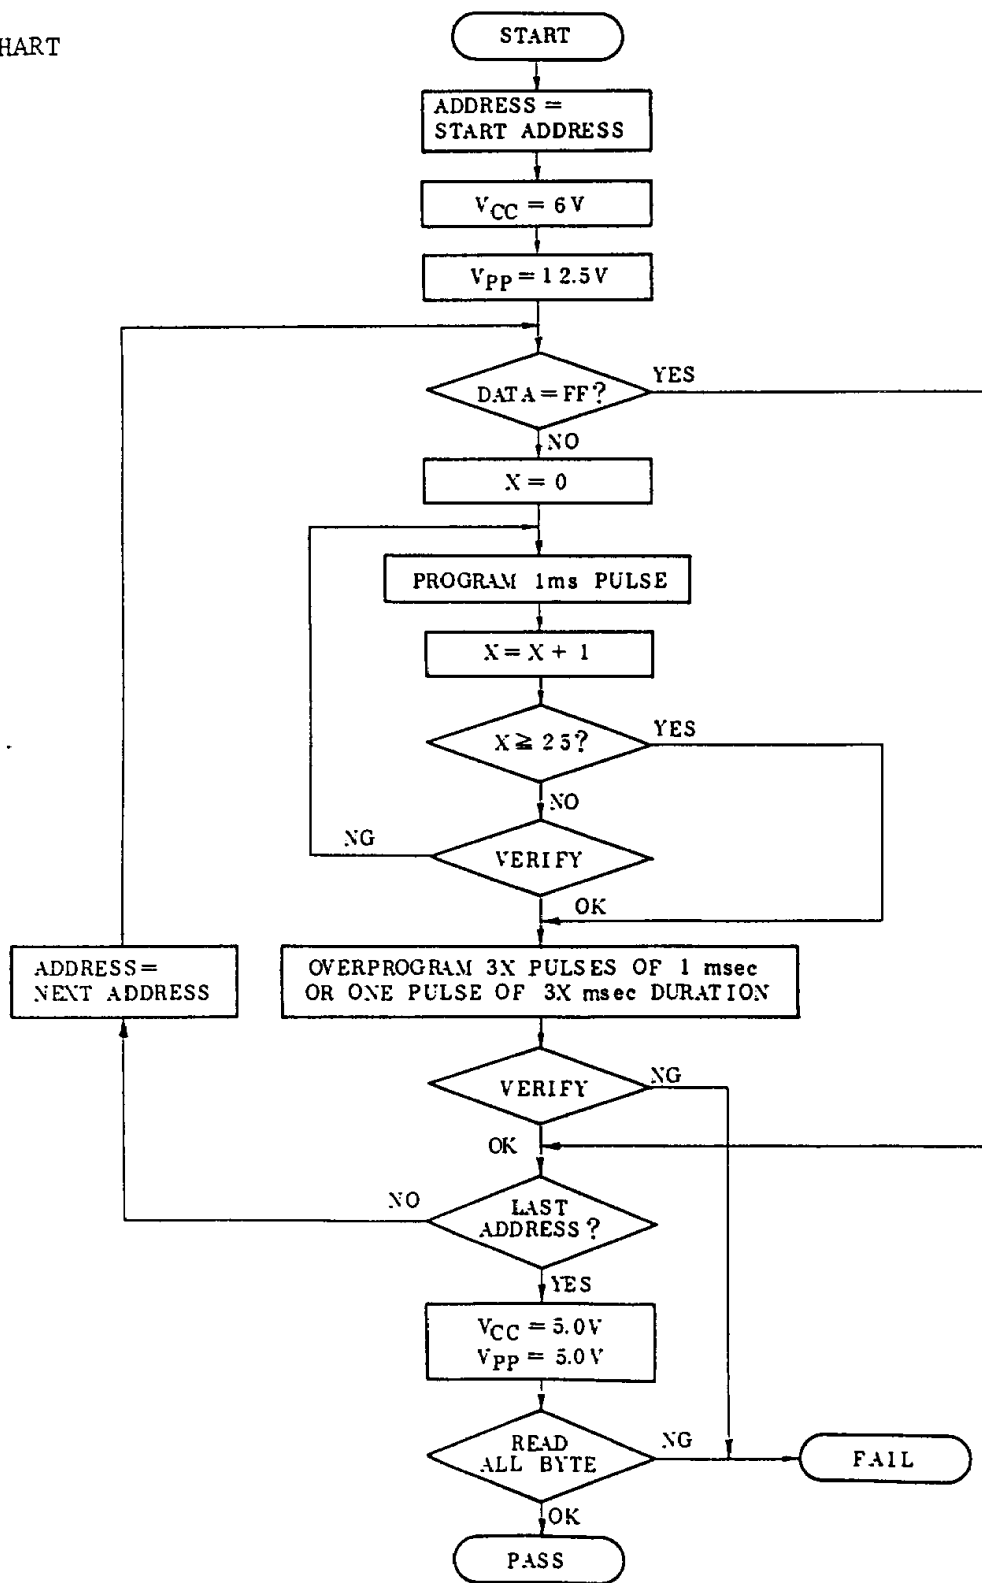 HART
START
ADDRESS =
START ADDRESS
VCC = 6V
VPP = 12.5V
DATA = FF?
YES
NO
X = 0
PROGRAM 1ms PULSE
X = X + 1
X ≧ 25?
YES
NO
NG
VERIFY
OK
ADDRESS =
NEXT ADDRESS
OVERPROGRAM 3X PULSES OF 1 msec
OR ONE PULSE OF 3X msec DURATION
VERIFY
NG
OK
NO
LAST
ADDRESS?
YES
VCC = 5.0V
VPP = 5.0V
READ
ALL BYTE
NG
FAIL
OK
PASS